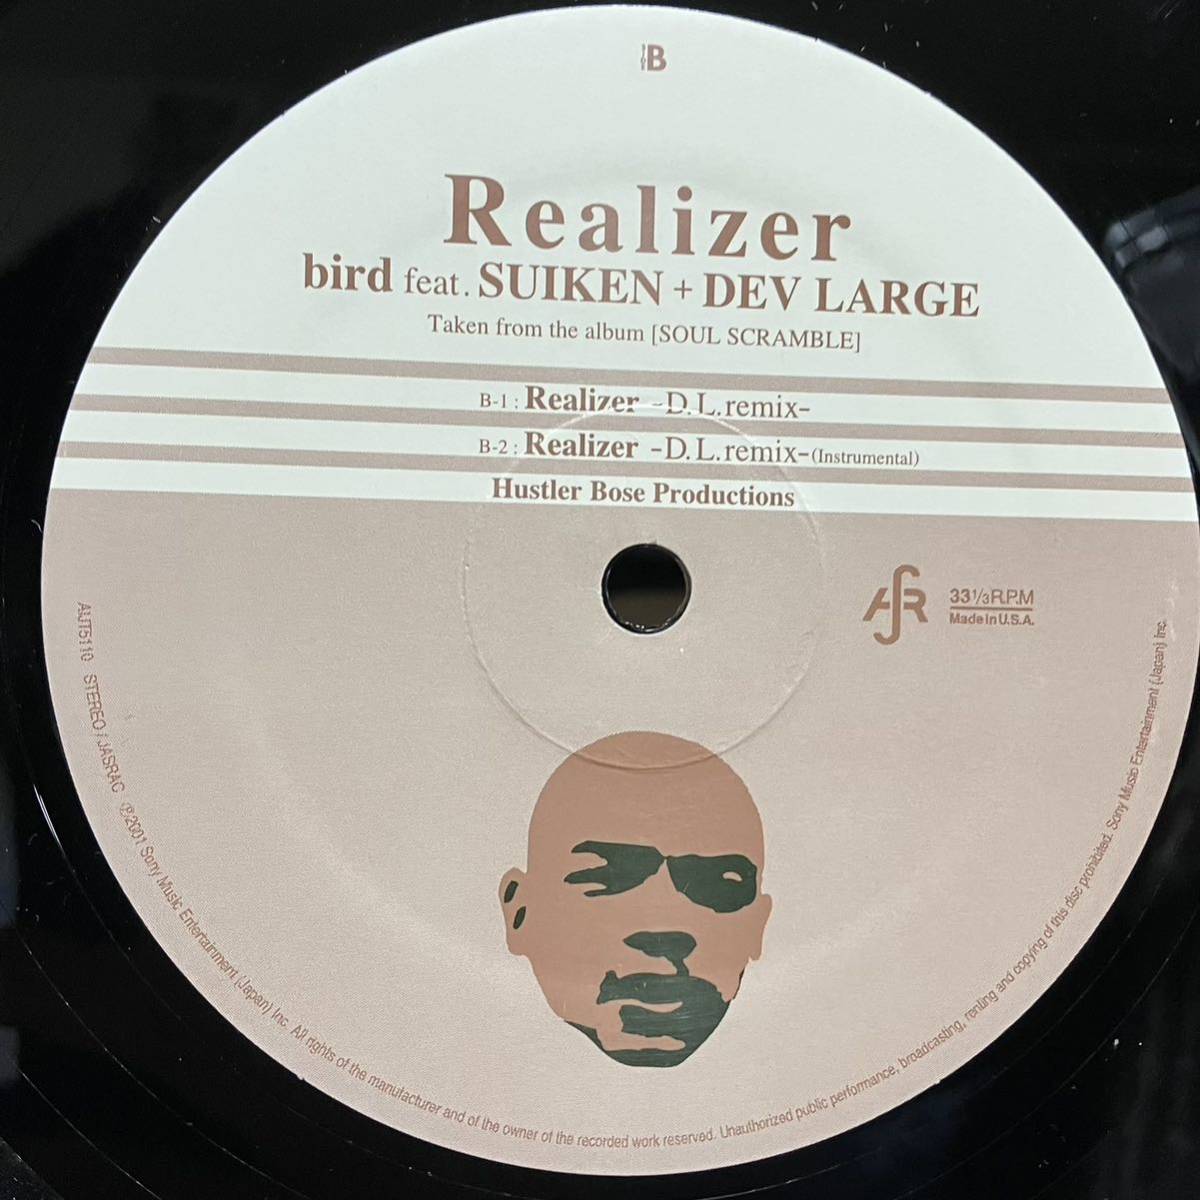 B
Realizer
bird feat. SUIKEN + DEV LARGE
Taken from the album [SOUL SCRAMBLE]
B-1 : Realizer -D.L.remix-
B-2 : Realizer -D.L.remix-(Instrumental)
Hustler Bose Productions
33 1/3 R.P.M
Made in U.S.A.
AIJT5110 STEREO / JASRAC ℗2001 Sony Music Entertainment (Japan) Inc. All rights of the manufacturer and of the owner of the recorded work reserved. Unauthorized public performance, broadcasting, renting and copying of this disc prohibited. Sony Music Entertainment (Japan) Inc.